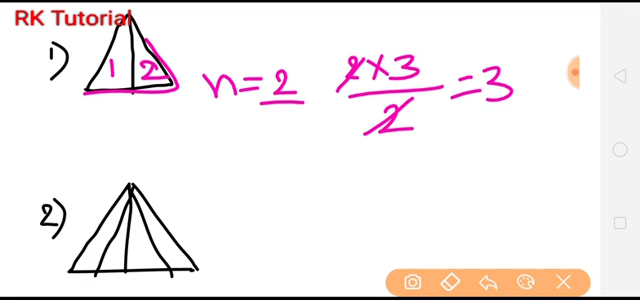 RK Tutorial
1) 1 2 n = 2 2 × 3 / 2 = 3
2)